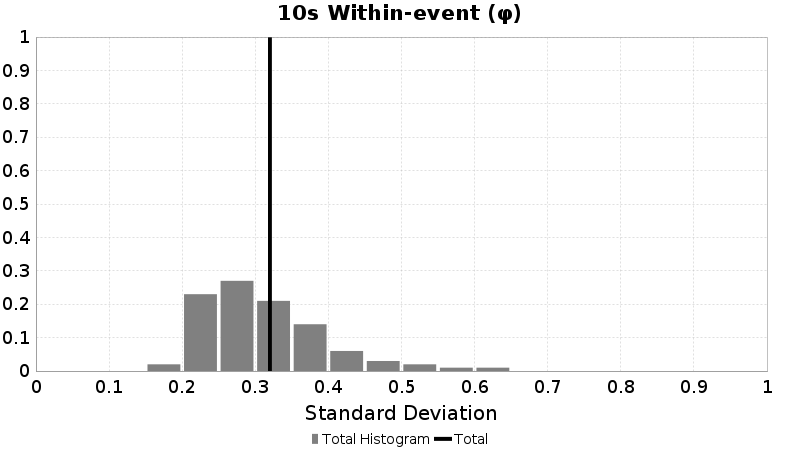 10s Within-event (φ)
1
0.9
0.8
0.7
0.6
0.5
0.4
0.3
0.2
0.1
0
0 0.1 0.2 0.3 0.4 0.5 0.6 0.7 0.8 0.9 1
Standard Deviation
Total Histogram Total